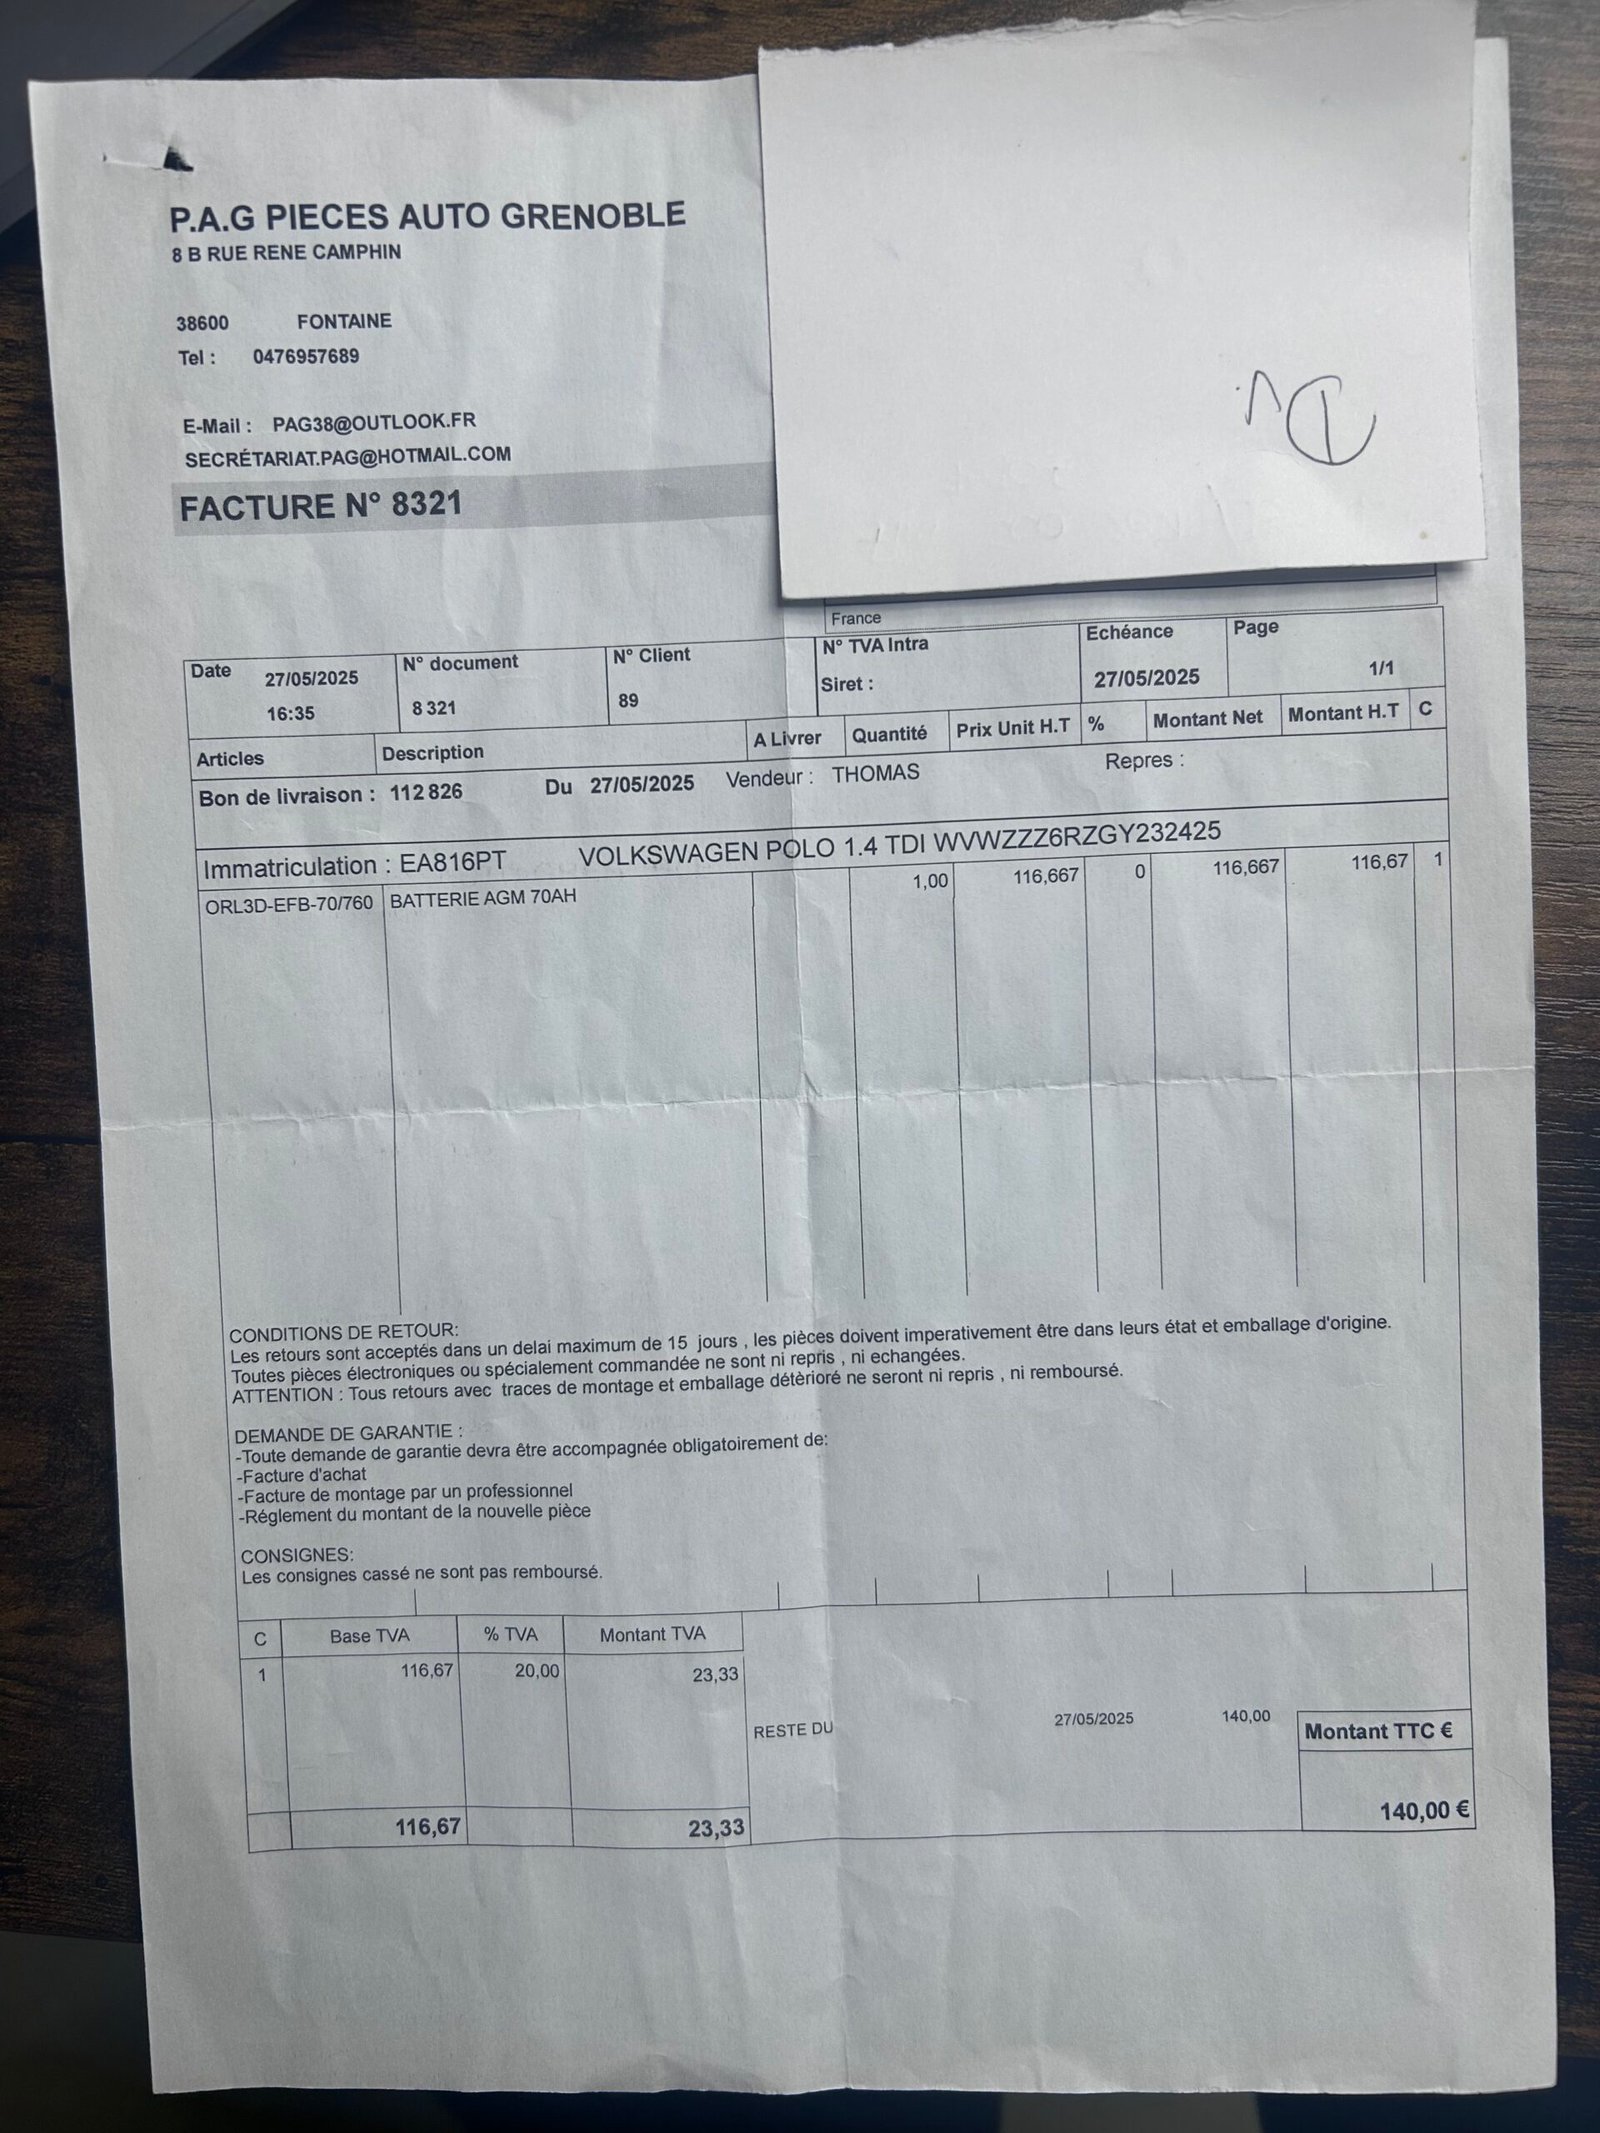 P.A.G PIECES AUTO GRENOBLE
8 B RUE RENE CAMPHIN
38600 FONTAINE
Tel : 0476957689
E-Mail : PAG38@OUTLOOK.FR
SECRÉTARIAT.PAG@HOTMAIL.COM
FACTURE N° 8321
France
Date 27/05/2025 16:35
N° document 8 321
N° Client 89
N° TVA Intra
Siret :
Echéance 27/05/2025
Page 1/1
Articles Description A Livrer Quantité Prix Unit H.T % Montant Net Montant H.T C
Bon de livraison : 112 826 Du 27/05/2025 Vendeur : THOMAS Repres :
Immatriculation : EA816PT VOLKSWAGEN POLO 1.4 TDI WVWZZZ6RZGY232425
ORL3D-EFB-70/760 BATTERIE AGM 70AH 1,00 116,667 0 116,667 116,67 1
CONDITIONS DE RETOUR:
Les retours sont acceptés dans un delai maximum de 15 jours , les pièces doivent imperativement être dans leurs état et emballage d'origine.
Toutes pièces électroniques ou spécialement commandée ne sont ni repris , ni echangées.
ATTENTION : Tous retours avec traces de montage et emballage détèrioré ne seront ni repris , ni remboursé.
DEMANDE DE GARANTIE :
-Toute demande de garantie devra être accompagnée obligatoirement de:
-Facture d'achat
-Facture de montage par un professionnel
-Réglement du montant de la nouvelle pièce
CONSIGNES:
Les consignes cassé ne sont pas remboursé.
C Base TVA % TVA Montant TVA
1 116,67 20,00 23,33
RESTE DU 27/05/2025 140,00
Montant TTC €
140,00 €
116,67 23,33